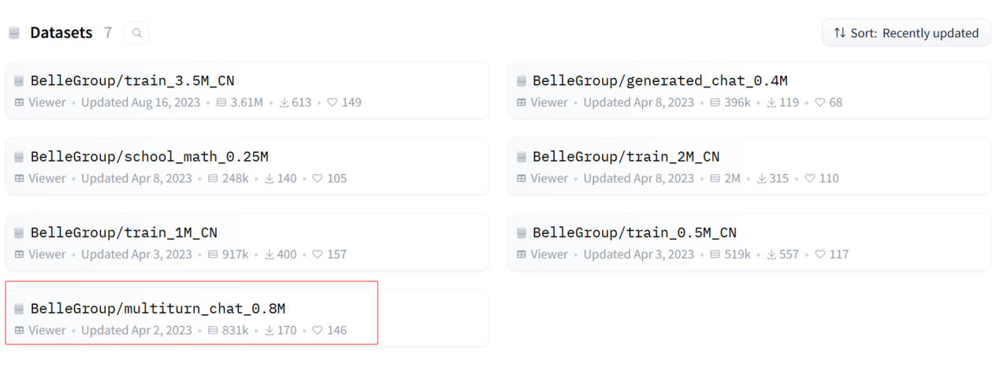 Datasets 7
Sort: Recently updated
BelleGroup/train_3.5M_CN
Viewer • Updated Aug 16, 2023 • 3.61M • 613 • 149
BelleGroup/generated_chat_0.4M
Viewer • Updated Apr 8, 2023 • 396k • 119 • 68
BelleGroup/school_math_0.25M
Viewer • Updated Apr 8, 2023 • 248k • 140 • 105
BelleGroup/train_2M_CN
Viewer • Updated Apr 8, 2023 • 2M • 315 • 110
BelleGroup/train_1M_CN
Viewer • Updated Apr 3, 2023 • 917k • 400 • 157
BelleGroup/train_0.5M_CN
Viewer • Updated Apr 3, 2023 • 519k • 557 • 117
BelleGroup/multiturn_chat_0.8M
Viewer • Updated Apr 2, 2023 • 831k • 170 • 146